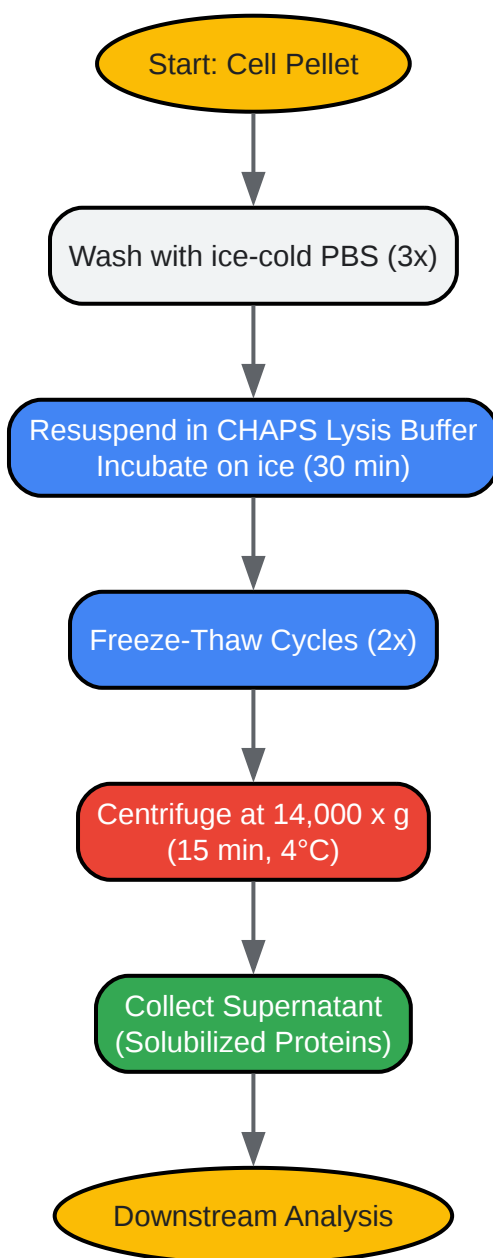 Start: Cell Pellet
Wash with ice-cold PBS (3x)
Resuspend in CHAPS Lysis Buffer
Incubate on ice (30 min)
Freeze-Thaw Cycles (2x)
Centrifuge at 14,000 x g
(15 min, 4°C)
Collect Supernatant
(Solubilized Proteins)
Downstream Analysis